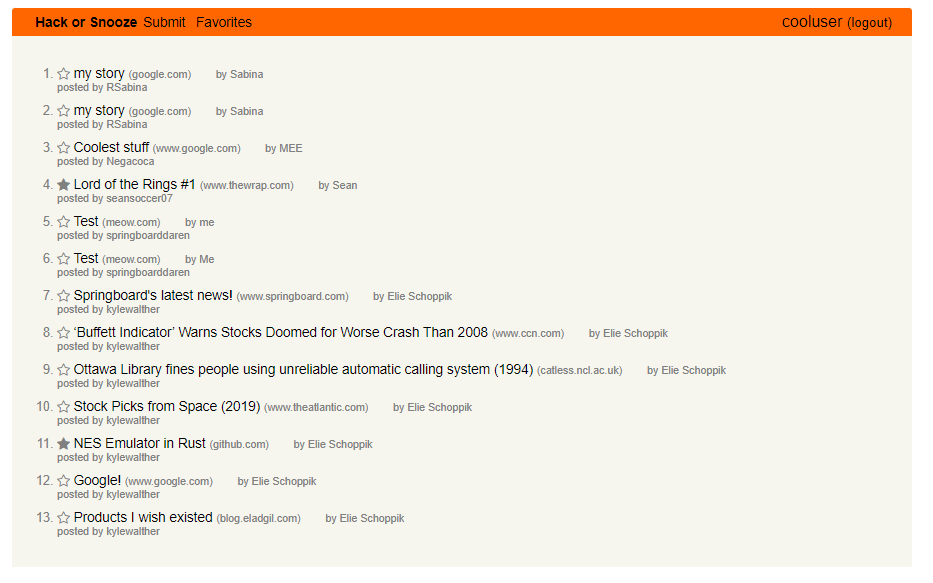 Hack or Snooze Submit Favorites cooluser (logout)
1. my story (google.com) by Sabina
posted by RSabina
2. my story (google.com) by Sabina
posted by RSabina
3. Coolest stuff (www.google.com) by MEE
posted by Negacoca
4. Lord of the Rings #1 (www.thewrap.com) by Sean
posted by seansoccer07
5. Test (meow.com) by me
posted by springboarddaren
6. Test (meow.com) by Me
posted by springboarddaren
7. Springboard's latest news! (www.springboard.com) by Elie Schoppik
posted by kylewalther
8. ‘Buffett Indicator’ Warns Stocks Doomed for Worse Crash Than 2008 (www.ccn.com) by Elie Schoppik
posted by kylewalther
9. Ottawa Library fines people using unreliable automatic calling system (1994) (catless.ncl.ac.uk) by Elie Schoppik
posted by kylewalther
10. Stock Picks from Space (2019) (www.theatlantic.com) by Elie Schoppik
posted by kylewalther
11. NES Emulator in Rust (github.com) by Elie Schoppik
posted by kylewalther
12. Google! (www.google.com) by Elie Schoppik
posted by kylewalther
13. Products I wish existed (blog.eladgil.com) by Elie Schoppik
posted by kylewalther